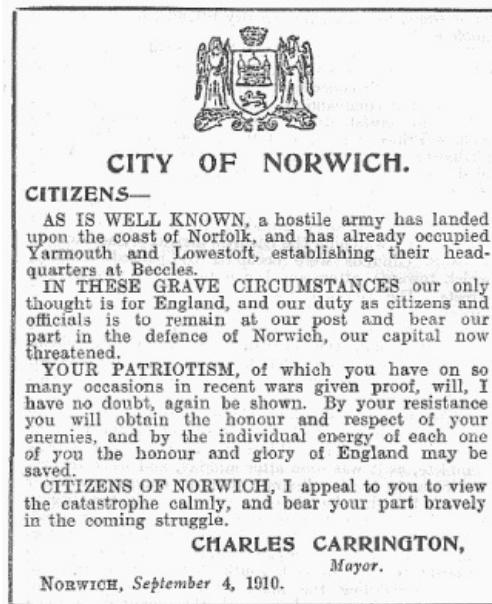 CITY OF NORWICH.
CITIZENS—
AS IS WELL KNOWN, a hostile army has landed
upon the coast of Norfolk, and has already occupied
Yarmouth and Lowestoft, establishing their head-
quarters at Beccles.
IN THESE GRAVE CIRCUMSTANCES our only
thought is for England, and our duty as citizens and
officials is to remain at our post and bear our
part in the defence of Norwich, our capital now
threatened.
YOUR PATRIOTISM, of which you have on so
many occasions in recent wars given proof, will, I
have no doubt, again be shown. By your resistance
you will obtain the honour and respect of your
enemies, and by the individual energy of each one
of you the honour and glory of England may be
saved.
CITIZENS OF NORWICH, I appeal to you to view
the catastrophe calmly, and bear your part bravely
in the coming struggle.
CHARLES CARRINGTON,
Mayor.
NORWICH, September 4, 1910.